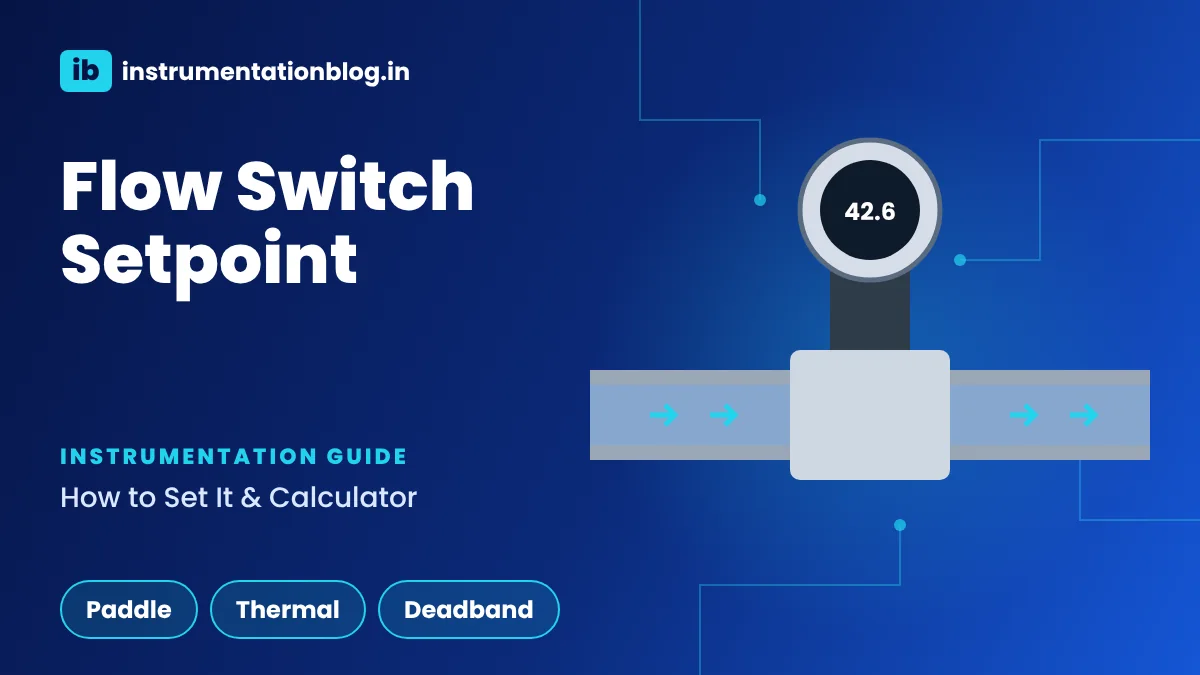 ib instrumentationblog.in
Flow Switch
Setpoint
42.6
INSTRUMENTATION GUIDE
How to Set It & Calculator
Paddle Thermal Deadband